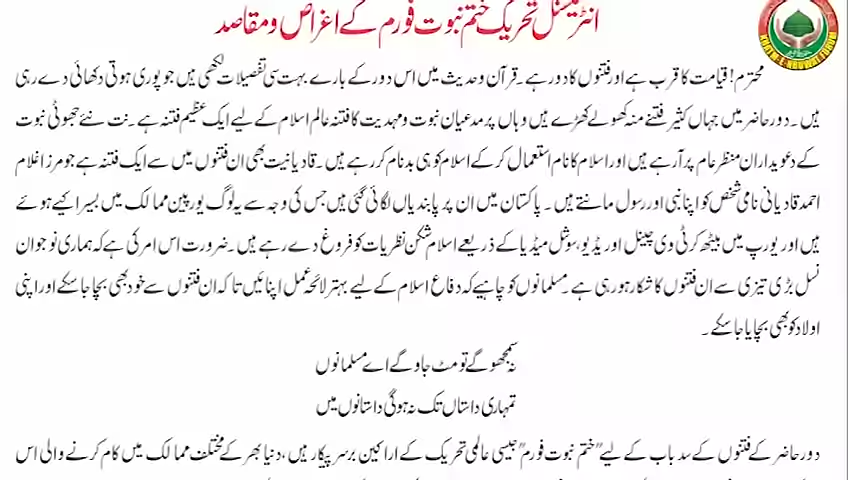 انٹرنیشنل تحریک ختم نبوت فورم کے اغراض و مقاصد
محترم! قیامت کا قرب ہے اور فتنوں کا دور ہے۔ قرآن و حدیث میں اس دور کے بارے بہت سی تفصیلات لکھی ہیں جو پوری ہوتی دکھائی دے رہی
ہیں۔ دور حاضر میں جہاں کثیر فتنے منہ کھولے کھڑے ہیں وہاں پر مدعیان نبوت و مہدیت کا فتنہ عالم اسلام کے لیے ایک عظیم فتنہ ہے۔ نت نئے جھوٹی نبوت
کے دعویداران منظر عام پر آرہے ہیں اور اسلام کا نام استعمال کر کے اسلام کو ہی بدنام کر رہے ہیں۔ قادیانیت بھی ان فتنوں میں سے ایک فتنہ ہے جو مرزا غلام
احمد قادیانی نامی شخص کو اپنا نبی اور رسول مانتے ہیں۔ پاکستان میں ان پر پابندیاں لگائی گئی ہیں جس کی وجہ سے یہ لوگ یورپین ممالک میں بسیرا کیے ہوئے
ہیں اور یورپ میں بیٹھ کر ٹی وی چینل اور ریڈیو، سوشل میڈیا کے ذریعے اسلام شکن نظریات کو فروغ دے رہے ہیں۔ ضرورت اس امر کی ہے کہ ہماری نوجوان
نسل بڑی تیزی سے ان فتنوں کا شکار ہورہی ہے۔ مسلمانوں کو چاہیے کہ دفاع اسلام کے لیے بہتر لائحہ عمل اپنائیں تاکہ ان فتنوں سے خود بھی بچا جاسکے اور اپنی
اولاد کو بھی بچایا جاسکے۔
نہ سمجھو گے تو مٹ جاو گے اے مسلمانوں
تمہاری داستاں تک نہ ہوگی داستانوں میں
دور حاضر کے فتنوں کے سد باب کے لیے "ختم نبوت فورم" جیسی عالمی تحریک کے اراکین برسر پیکار ہیں، دنیا بھر کے مختلف ممالک میں کام کرنے والی اس